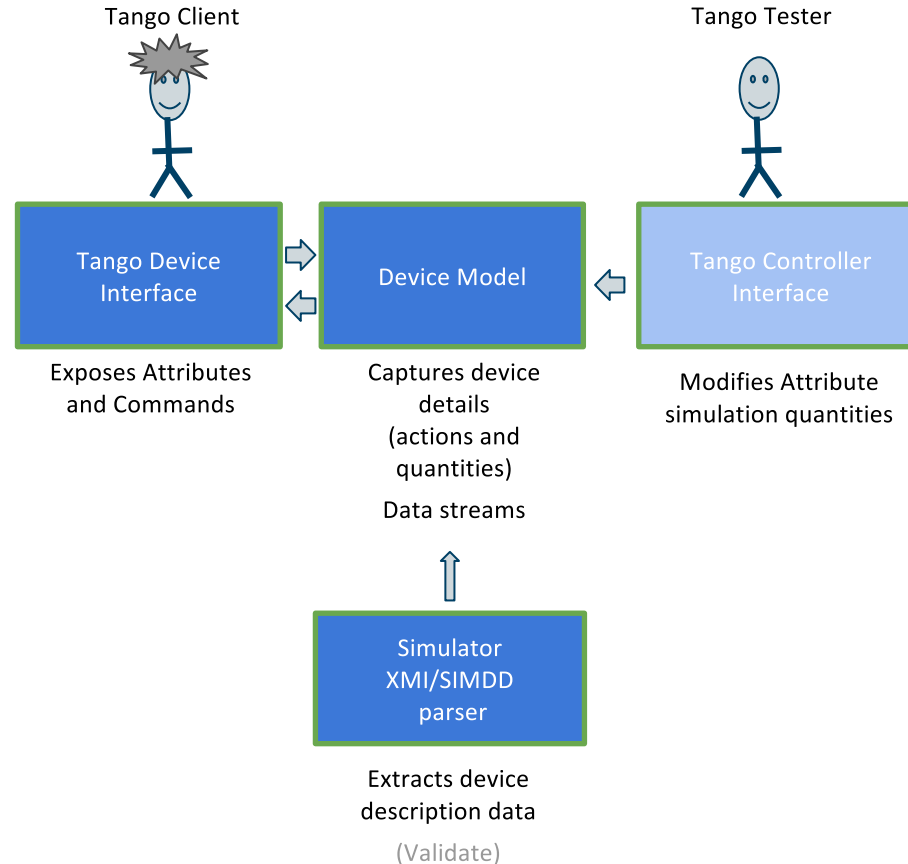 Tango Client
Tango Tester
Tango Device
Interface
Device Model
Tango Controller
Interface
Exposes Attributes
and Commands
Captures device
details
(actions and
quantities)
Data streams
Modifies Attribute
simulation quantities
Simulator
XMI/SIMDD
parser
Extracts device
description data
(Validate)